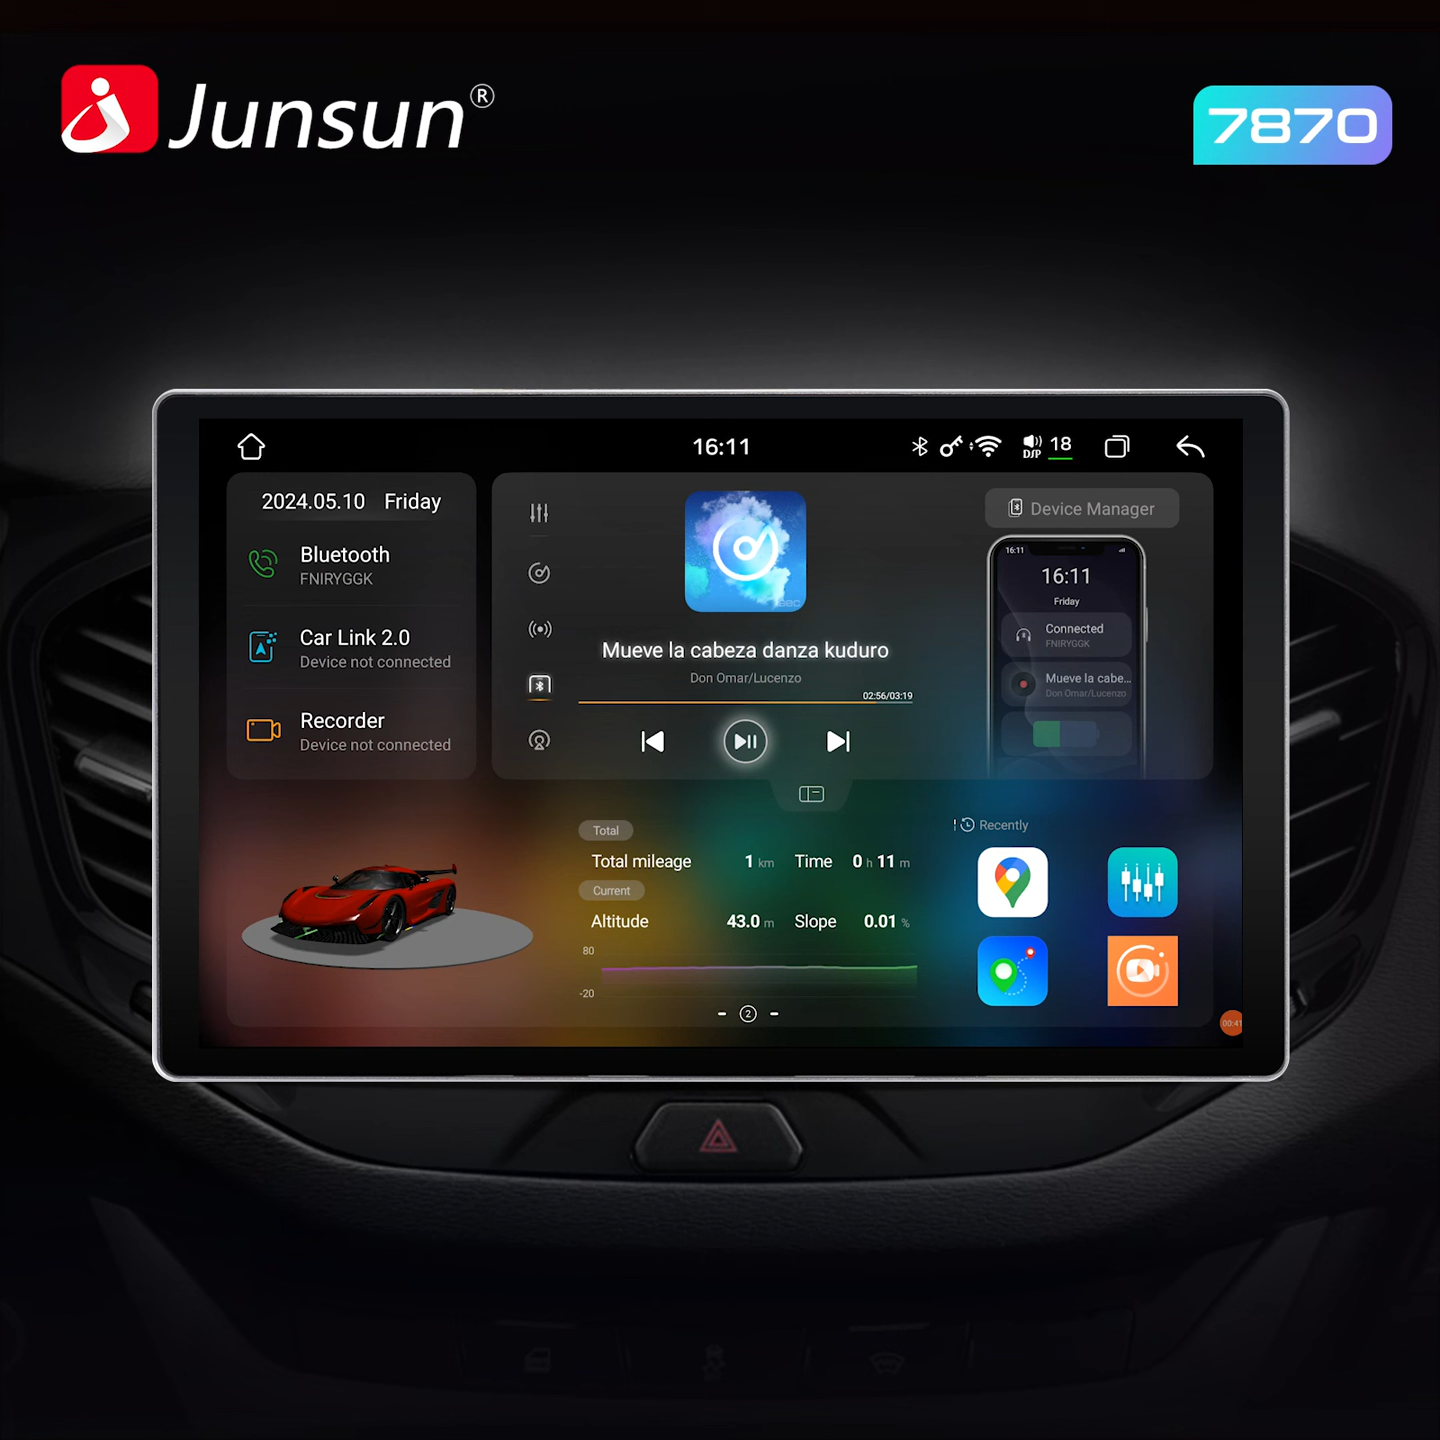 Junsun®
7870
16:11
DSP 18
2024.05.10 Friday
Bluetooth
FNIRYGGK
Car Link 2.0
Device not connected
Recorder
Device not connected
Mueve la cabeza danza kuduro
Don Omar/Lucenzo
02:56/03:19
Device Manager
16:11
16:11
Friday
Connected
FNIRYGGK
Mueve la cabe...
Don Omar/Lucenzo
Total
Total mileage 1 km Time 0 h 11 m
Current
Altitude 43.0 m Slope 0.01 %
80
-20
2
Recently
00:41